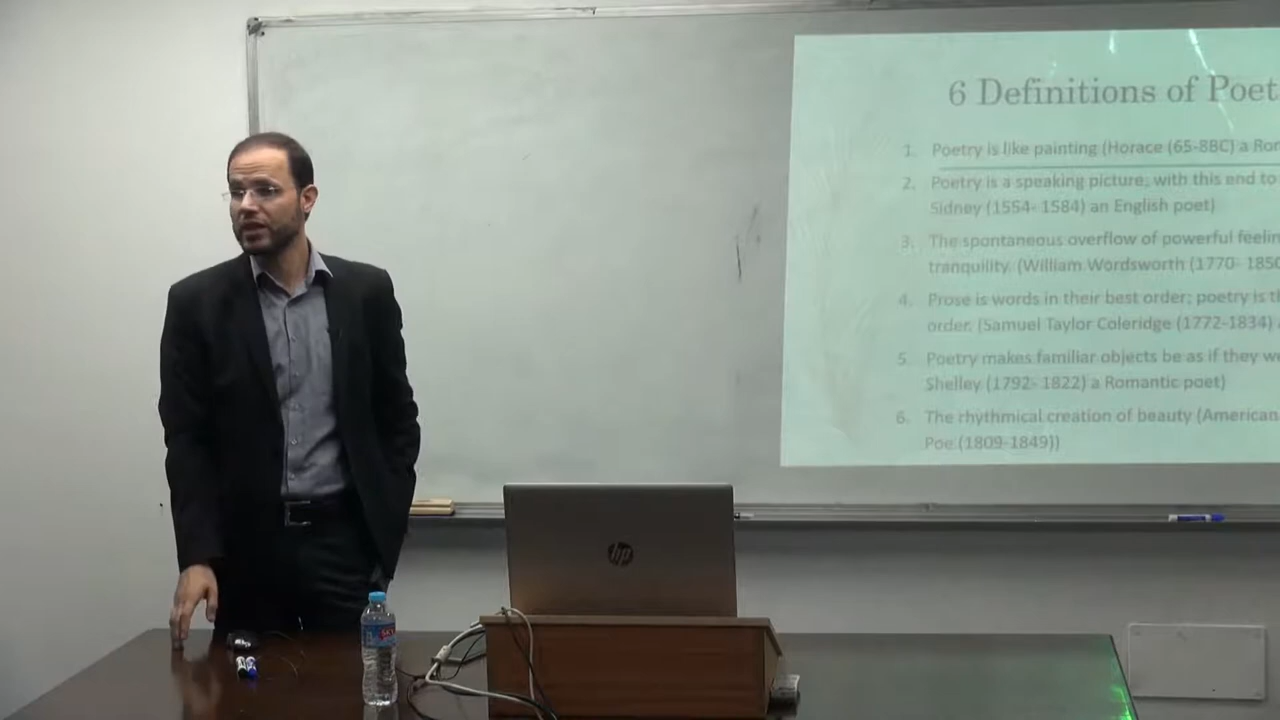 6 Definitions of Poet
1. Poetry is like painting (Horace (65-8BC) a Ro
2. Poetry is a speaking picture, with this end to
Sidney (1554- 1584) an English poet)
3. The spontaneous overflow of powerful feelin
tranquility. (William Wordsworth (1770- 1850
4. Prose is words in their best order; poetry is t
order. (Samuel Taylor Coleridge (1772-1834)
5. Poetry makes familiar objects be as if they we
Shelley (1792- 1822) a Romantic poet)
6. The rhythmical creation of beauty (American
Poe (1809-1849))
hp